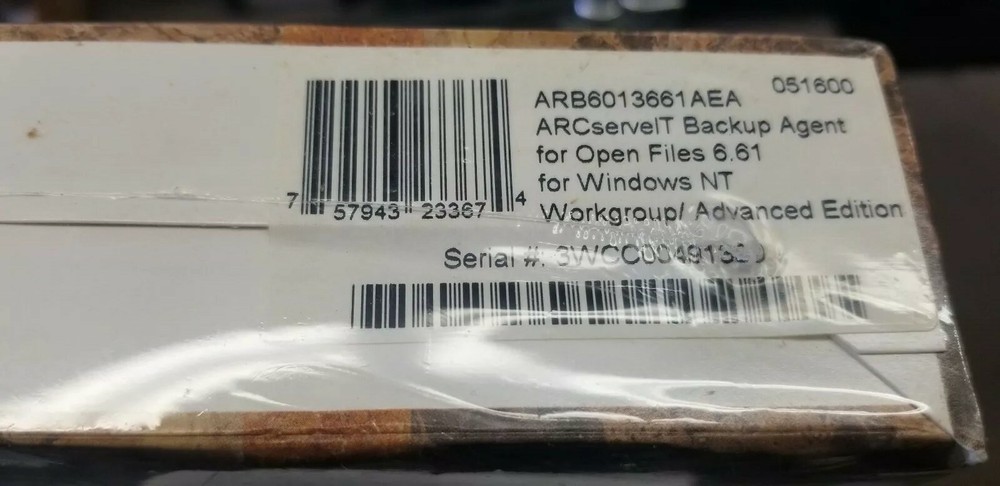 051600
ARB6013661AEA
ARCserveIT Backup Agent
for Open Files 6.61
for Windows NT
Workgroup/ Advanced Edition
7 57943 23367 4
Serial #: